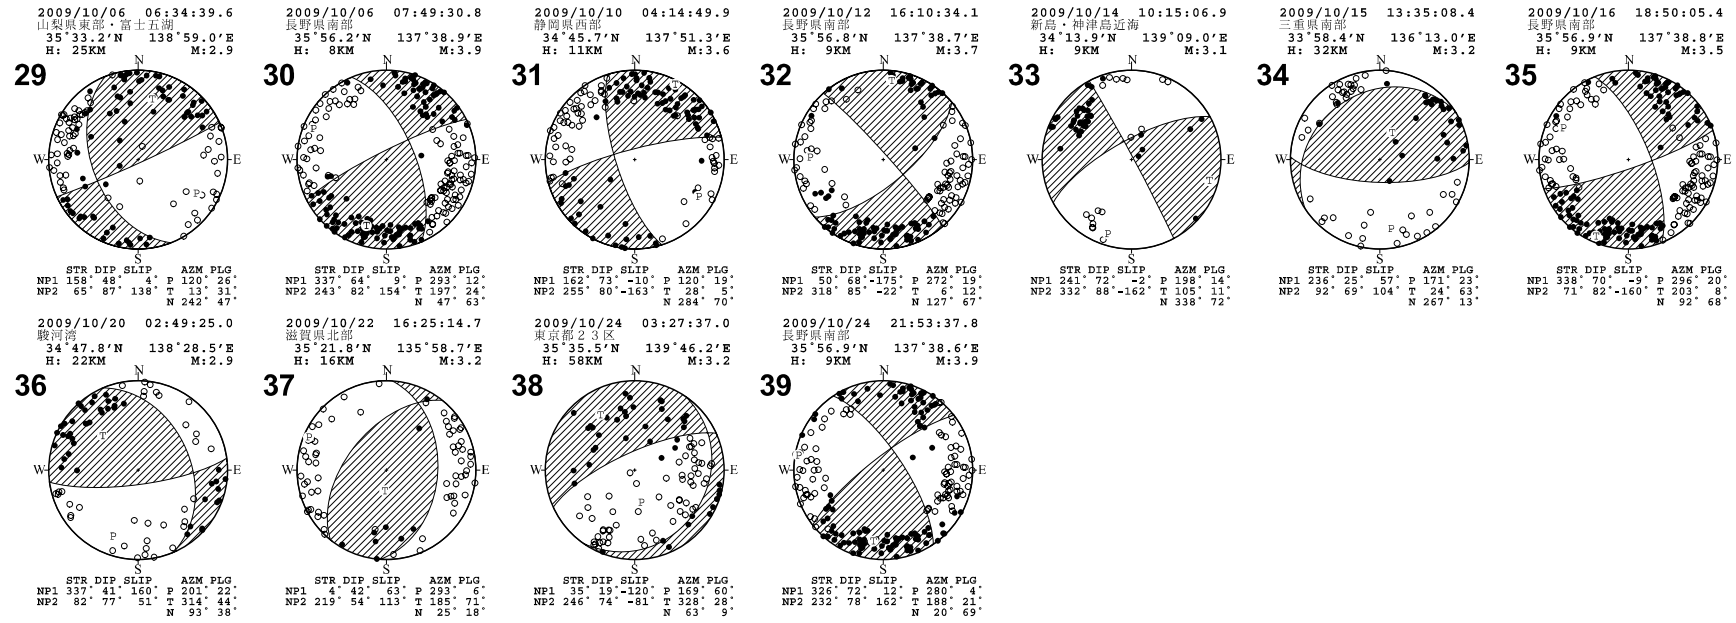 2009/10/06 06:34:39.6
山梨県東部・富士五湖
35°33.2'N 138°59.0'E
H: 25KM M:2.9
29
N
W E
T
P
S
STR DIP SLIP AZM PLG
NP1 158° 48° 4° P 120° 26°
NP2 65° 87° 138° T 13° 31°
N 242° 47°
2009/10/06 07:49:30.8
長野県南部
35°56.2'N 137°38.9'E
H: 8KM M:3.9
30
N
P
W E
T
S
STR DIP SLIP AZM PLG
NP1 337° 64° 9° P 293° 12°
NP2 243° 82° 154° T 197° 24°
N 47° 63°
2009/10/10 04:14:49.9
静岡県西部
34°45.7'N 137°51.3'E
H: 11KM M:3.6
31
N
T
W E
P
S
STR DIP SLIP AZM PLG
NP1 162° 73° -10° P 120° 19°
NP2 255° 80° -163° T 28° 5°
N 284° 70°
2009/10/12 16:10:34.1
長野県南部
35°56.8'N 137°38.7'E
H: 9KM M:3.7
32
N
T
P
W E
S
STR DIP SLIP AZM PLG
NP1 50° 68° -175° P 272° 19°
NP2 318° 85° -22° T 6° 12°
N 127° 67°
2009/10/14 10:15:06.9
新島・神津島近海
34°13.9'N 139°09.0'E
H: 9KM M:3.1
33
N
W E
T
P
S
STR DIP SLIP AZM PLG
NP1 241° 72° -2° P 198° 14°
NP2 332° 88° -162° T 105° 11°
N 338° 72°
2009/10/15 13:35:08.4
三重県南部
33°58.4'N 136°13.0'E
H: 32KM M:3.2
34
N
T
W E
P
S
STR DIP SLIP AZM PLG
NP1 236° 25° 57° P 171° 23°
NP2 92° 69° 104° T 24° 63°
N 267° 13°
2009/10/16 18:50:05.4
長野県南部
35°56.9'N 137°38.8'E
H: 9KM M:3.5
35
N
P
W E
T
S
STR DIP SLIP AZM PLG
NP1 338° 70° -9° P 296° 20°
NP2 71° 82° -160° T 203° 8°
N 92° 68°
2009/10/20 02:49:25.0
駿河湾
34°47.8'N 138°28.5'E
H: 22KM M:2.9
36
N
T
W E
P
S
STR DIP SLIP AZM PLG
NP1 337° 41° 160° P 201° 22°
NP2 82° 77° 51° T 314° 44°
N 93° 38°
2009/10/22 16:25:14.7
滋賀県北部
35°21.8'N 135°58.7'E
H: 16KM M:3.2
37
N
P
W E
T
S
STR DIP SLIP AZM PLG
NP1 4° 42° 63° P 293° 6°
NP2 219° 54° 113° T 185° 71°
N 25° 18°
2009/10/24 03:27:37.0
東京都23区
35°35.5'N 139°46.2'E
H: 58KM M:3.2
38
N
T
W E
P
S
STR DIP SLIP AZM PLG
NP1 35° 19° -120° P 169° 60°
NP2 246° 74° -81° T 328° 28°
N 63° 9°
2009/10/24 21:53:37.8
長野県南部
35°56.9'N 137°38.6'E
H: 9KM M:3.9
39
N
P
W E
T
S
STR DIP SLIP AZM PLG
NP1 326° 72° 12° P 280° 4°
NP2 232° 78° 162° T 188° 21°
N 20° 69°